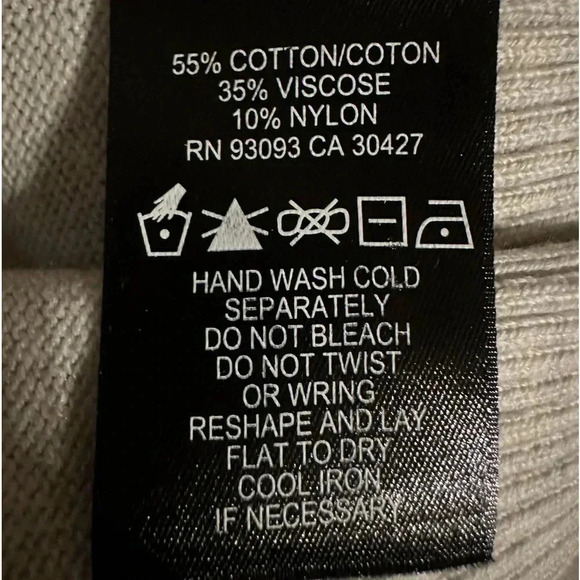 55% COTTON/COTON
35% VISCOSE
10% NYLON
RN 93093 CA 30427
HAND WASH COLD
SEPARATELY
DO NOT BLEACH
DO NOT TWIST
OR WRING
RESHAPE AND LAY
FLAT TO DRY
COOL IRON
IF NECESSARY